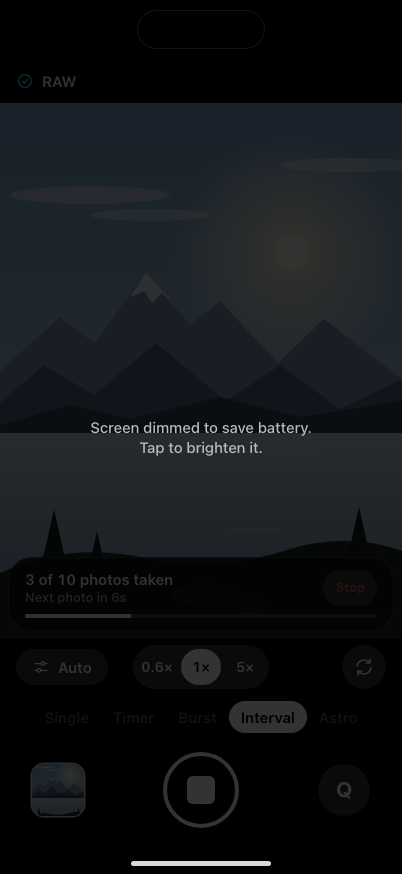 RAW
Screen dimmed to save battery.
Tap to brighten it.
3 of 10 photos taken
Next photo in 6s
Stop
Auto
0.6×
1×
5×
Single
Timer
Burst
Interval
Astro
Q